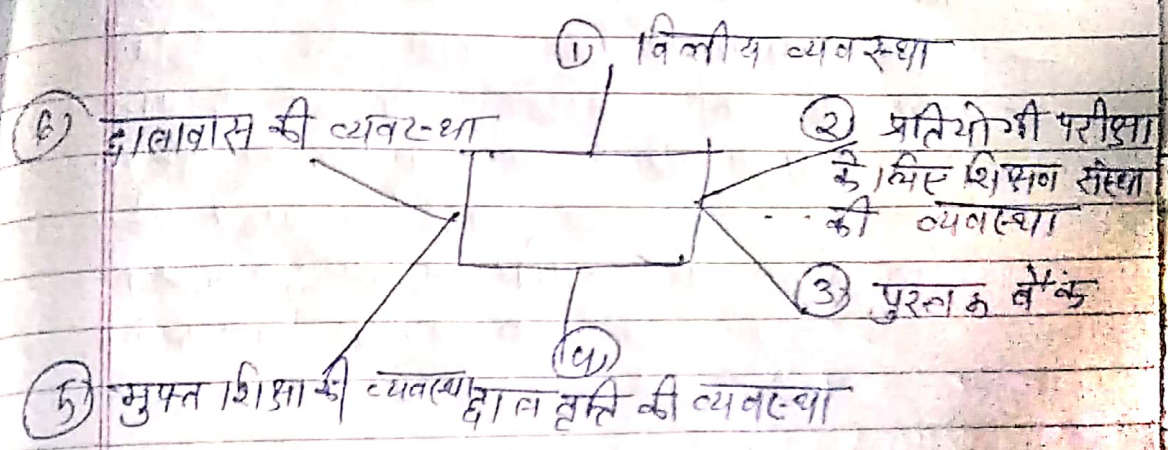 ① वित्तीय व्यवस्था
⑥ छात्रावास की व्यवस्था
② प्रतियोगी परीक्षा
के लिए शिक्षण संस्था
की व्यवस्था
③ पुस्तक बैंक
④
⑤ मुफ्त शिक्षा की व्यवस्था
छात्रवृत्ति की व्यवस्था